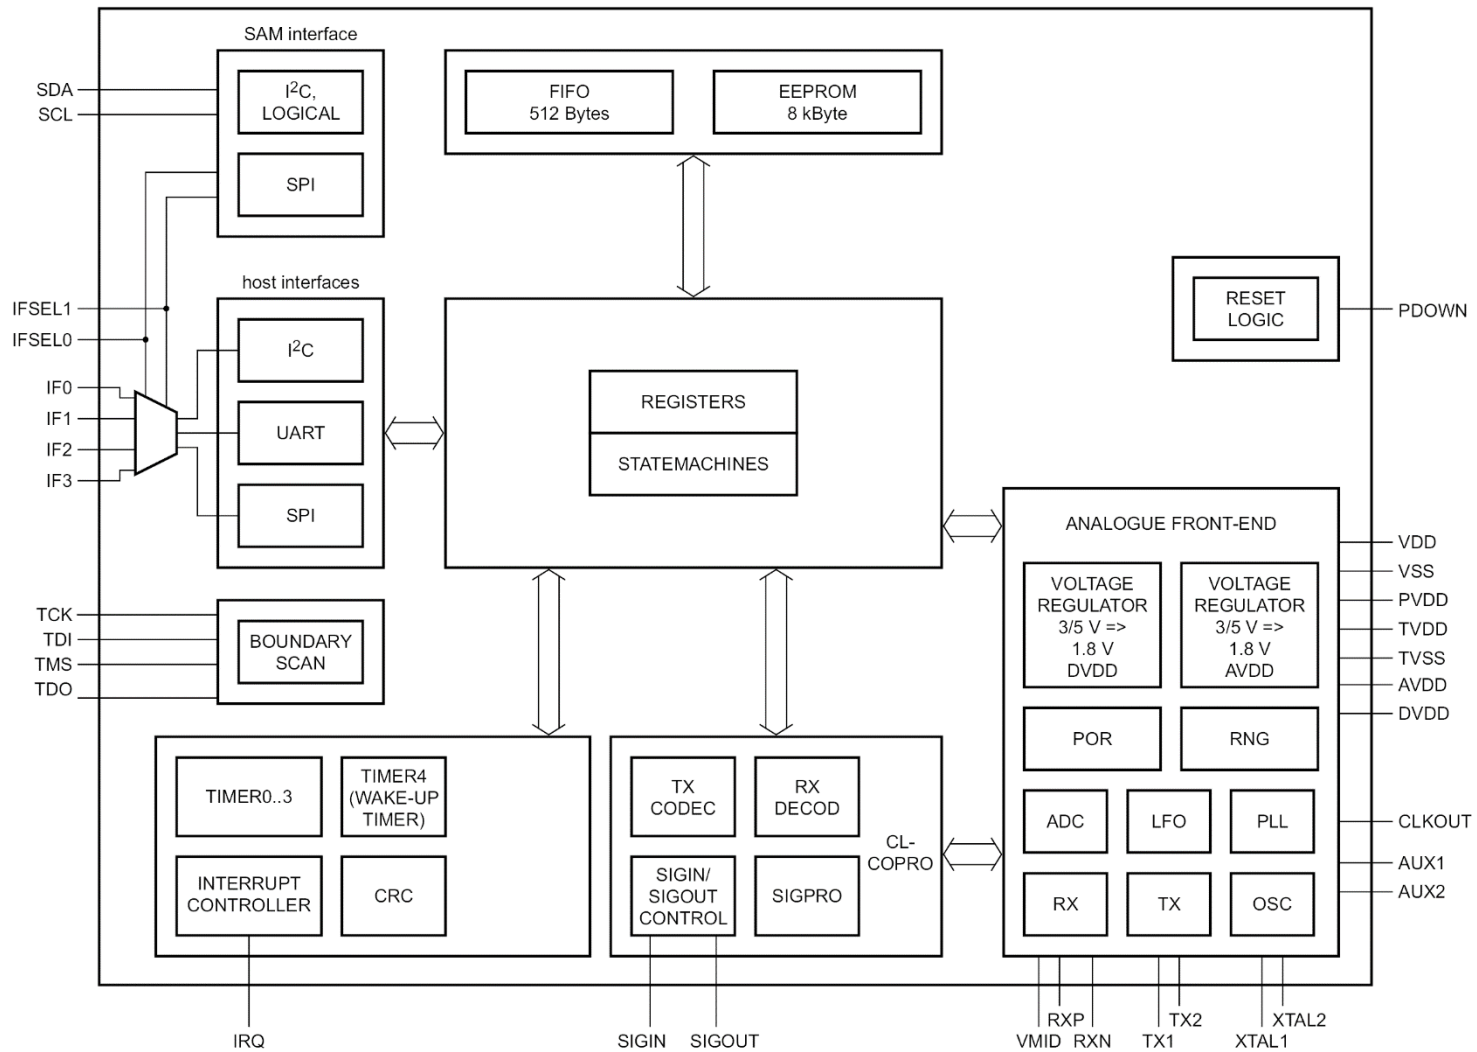 SAM interface
SDA
SCL
I²C,
LOGICAL
SPI
FIFO
512 Bytes
EEPROM
8 kByte
host interfaces
IFSEL1
IFSEL0
IF0
IF1
IF2
IF3
I²C
UART
SPI
REGISTERS
STATEMACHINES
RESET
LOGIC
PDOWN
TCK
TDI
TMS
TDO
BOUNDARY
SCAN
ANALOGUE FRONT-END
VOLTAGE
REGULATOR
3/5 V =>
1.8 V
DVDD
VOLTAGE
REGULATOR
3/5 V =>
1.8 V
AVDD
POR
RNG
ADC
LFO
PLL
RX
TX
OSC
VDD
VSS
PVDD
TVDD
TVSS
AVDD
DVDD
CLKOUT
AUX1
AUX2
TIMER0..3
TIMER4
(WAKE-UP
TIMER)
INTERRUPT
CONTROLLER
CRC
TX
CODEC
RX
DECOD
SIGIN/
SIGOUT
CONTROL
SIGPRO
CL-
COPRO
IRQ
SIGIN
SIGOUT
VMID
RXP
RXN
TX1
TX2
XTAL1
XTAL2